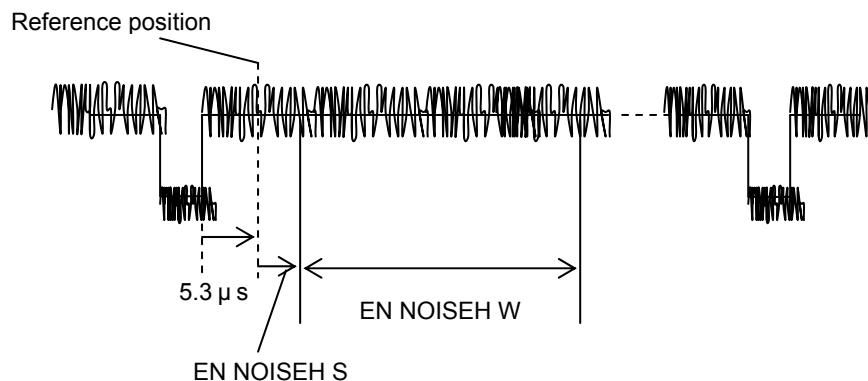 Reference position
5.3 µ s
EN NOISEH W
EN NOISEH S